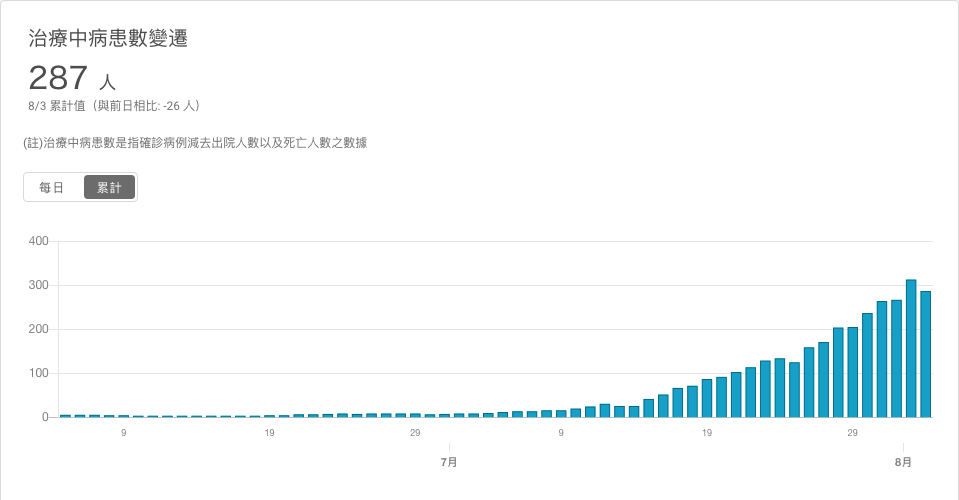 治療中病患數變遷
287 人
8/3 累計值（與前日相比: -26 人）
(註)治療中病患數是指確診病例減去出院人數以及死亡人數之數據
每日 累計
400
300
200
100
0
9 19 29 9 19 29
7月 8月